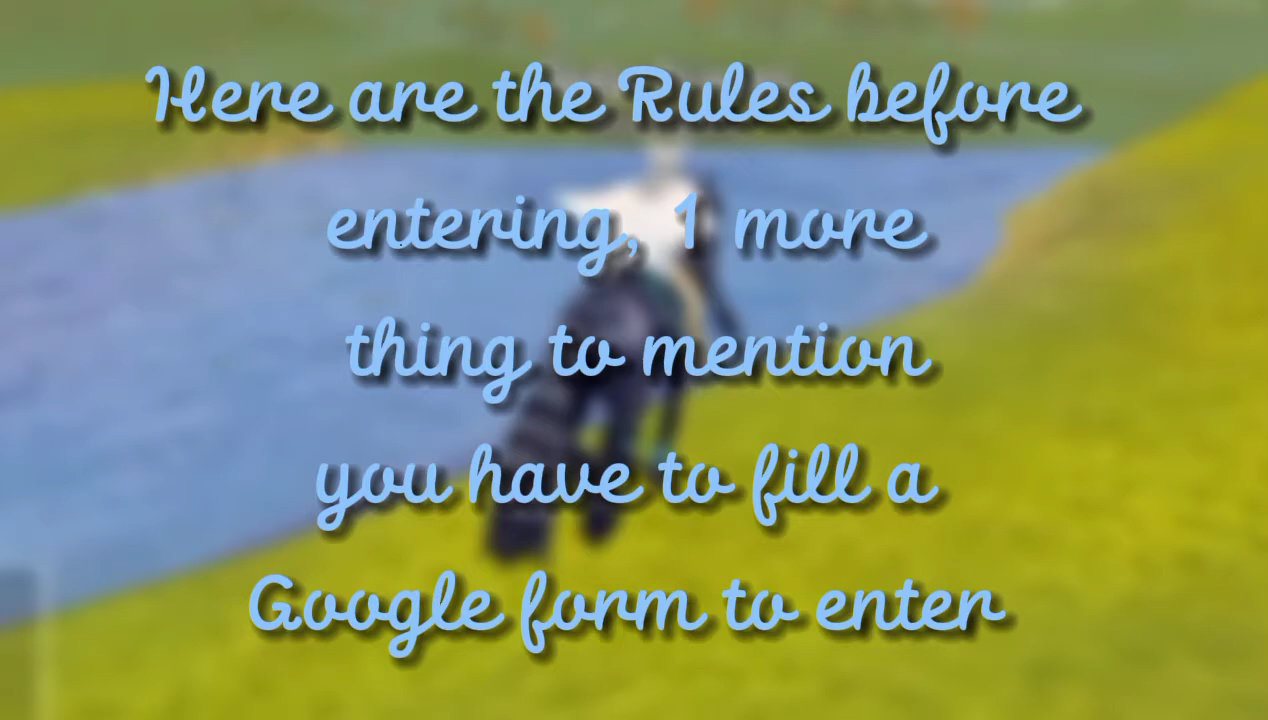 Here are the Rules before
entering, 1 more
thing to mention
you have to fill a
Google form to enter